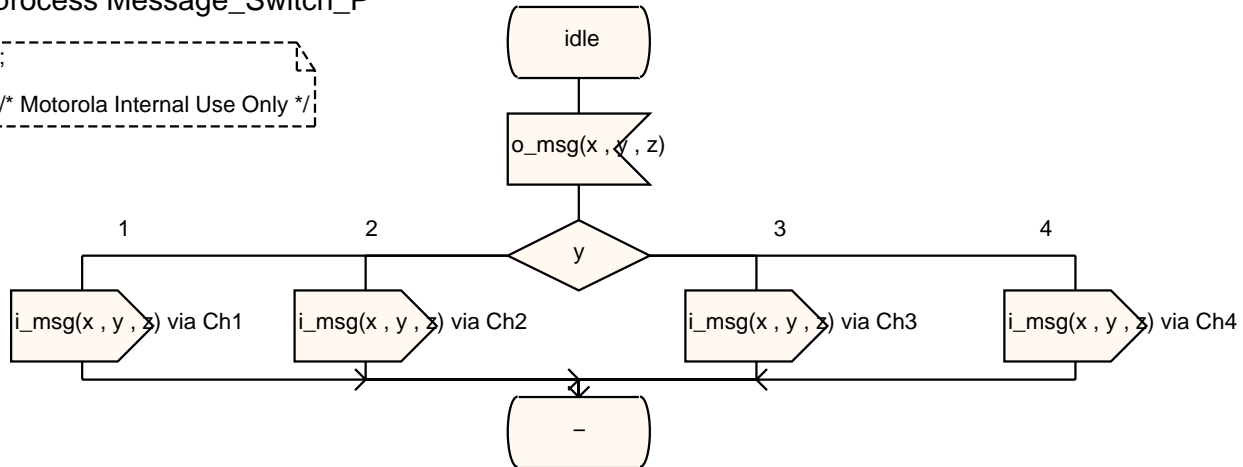 process Message_Switch_P
;
/* Motorola Internal Use Only */
idle
o_msg(x , y , z)
y
1
2
3
4
i_msg(x , y , z) via Ch1
i_msg(x , y , z) via Ch2
i_msg(x , y , z) via Ch3
i_msg(x , y , z) via Ch4
–